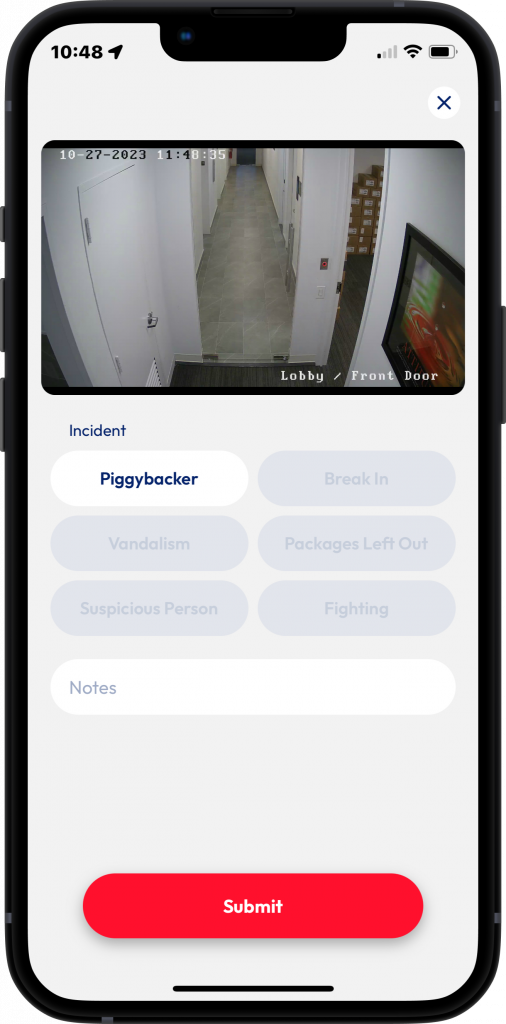 10:48
10-27-2023 11:48:35
Lobby / Front Door
Incident
Piggybacker
Break In
Vandalism
Packages Left Out
Suspicious Person
Fighting
Notes
Submit